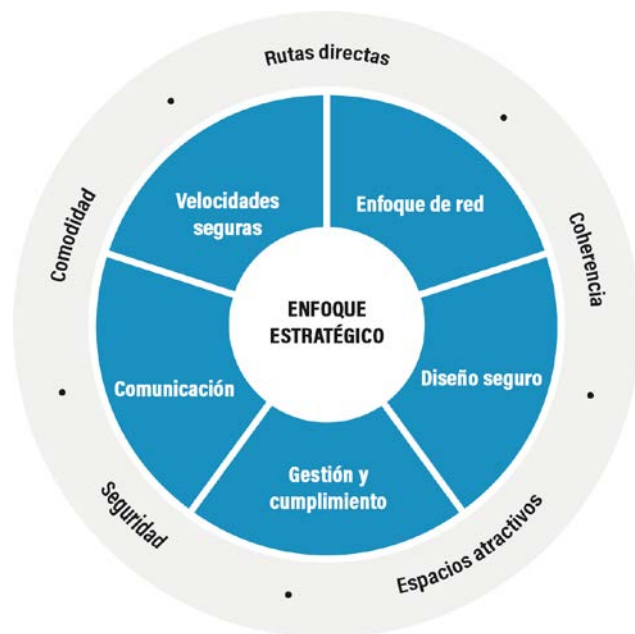 Rutas directas
Coherencia
Espacios atractivos
Seguridad
Comodidad
Velocidades
seguras
Enfoque de red
Diseño seguro
Gestión y
cumplimiento
Comunicación
ENFOQUE
ESTRATÉGICO